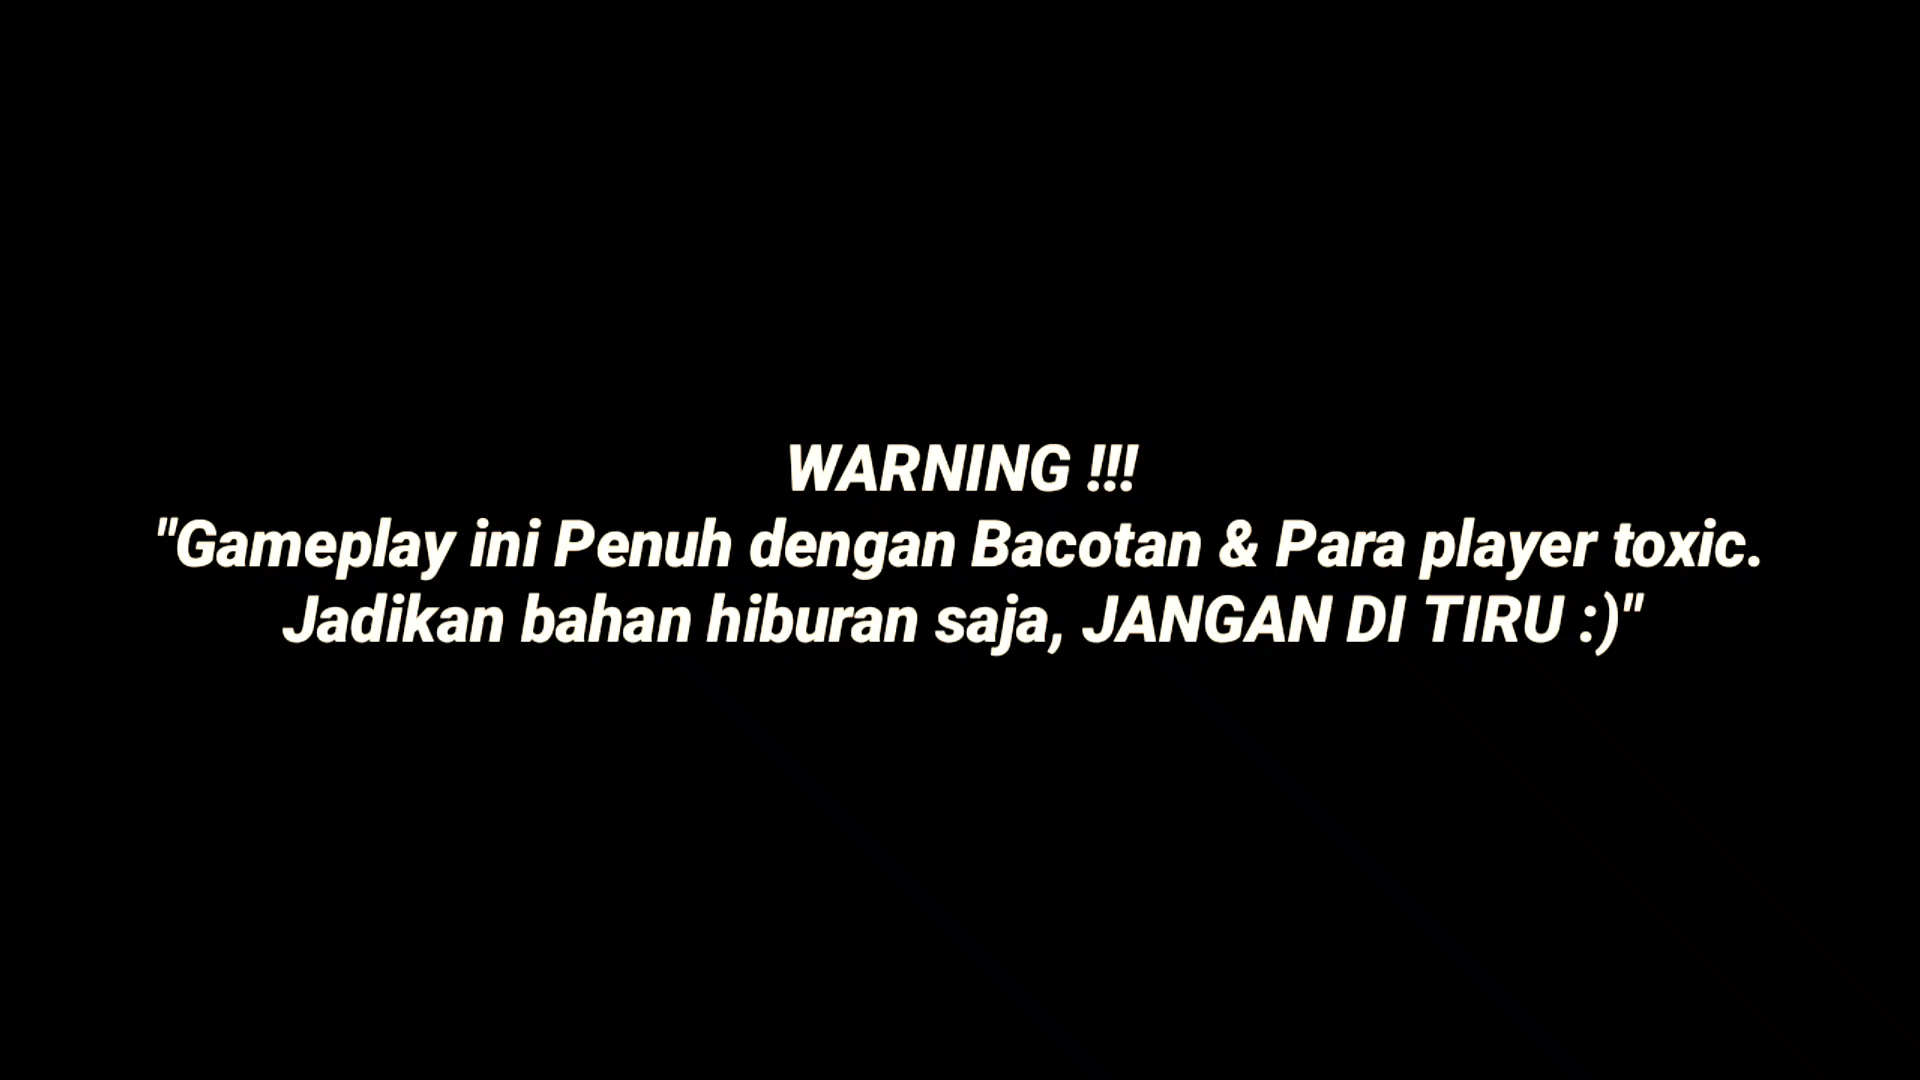 WARNING !!!
"Gameplay ini Penuh dengan Bacotan & Para player toxic.
Jadikan bahan hiburan saja, JANGAN DI TIRU :)"